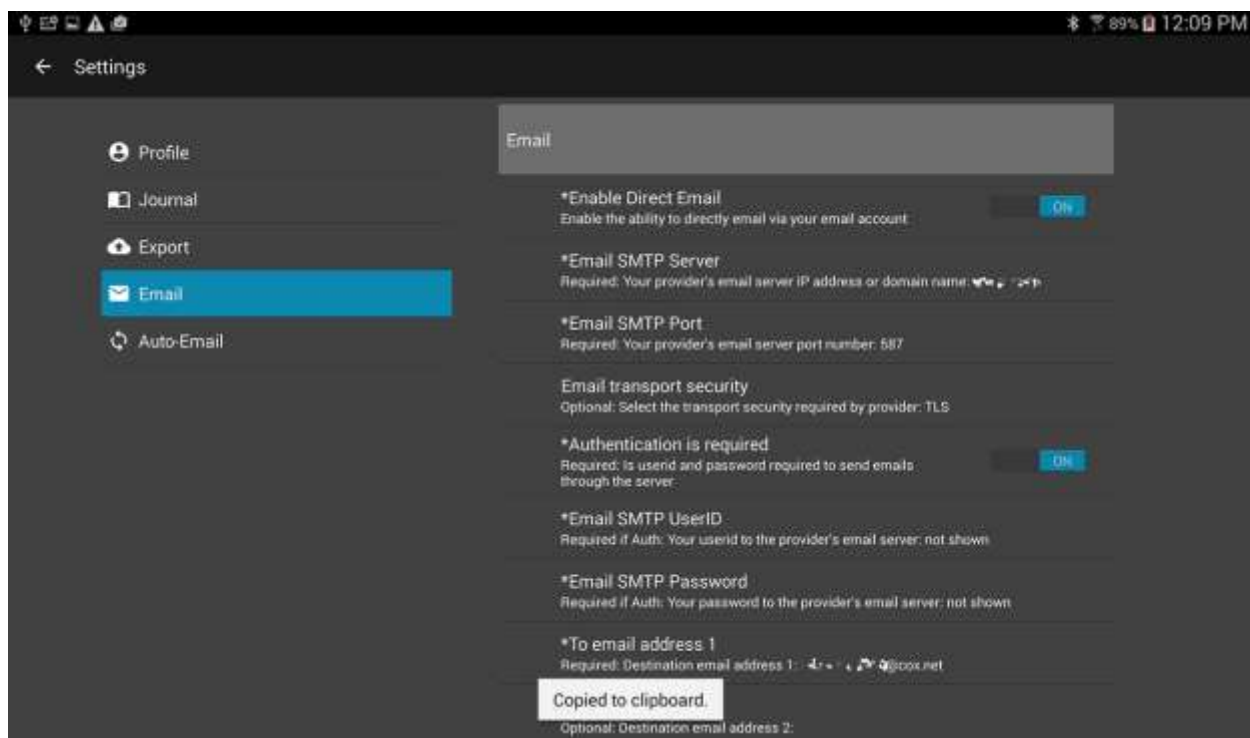 89% 12:09 PM
Settings
Profile
Journal
Export
Email
Auto-Email
Email
*Enable Direct Email
Enable the ability to directly email via your email account
ON
*Email SMTP Server
Required: Your provider's email server IP address or domain name:
*Email SMTP Port
Required: Your provider's email server port number: 587
Email transport security
Optional: Select the transport security required by provider: TLS
*Authentication is required
Required: Is userid and password required to send emails
through the server
ON
*Email SMTP UserID
Required if Auth: Your userid to the provider's email server: not shown
*Email SMTP Password
Required if Auth: Your password to the provider's email server: not shown
*To email address 1
Required: Destination email address 1: @cox.net
Copied to clipboard.
Optional: Destination email address 2: